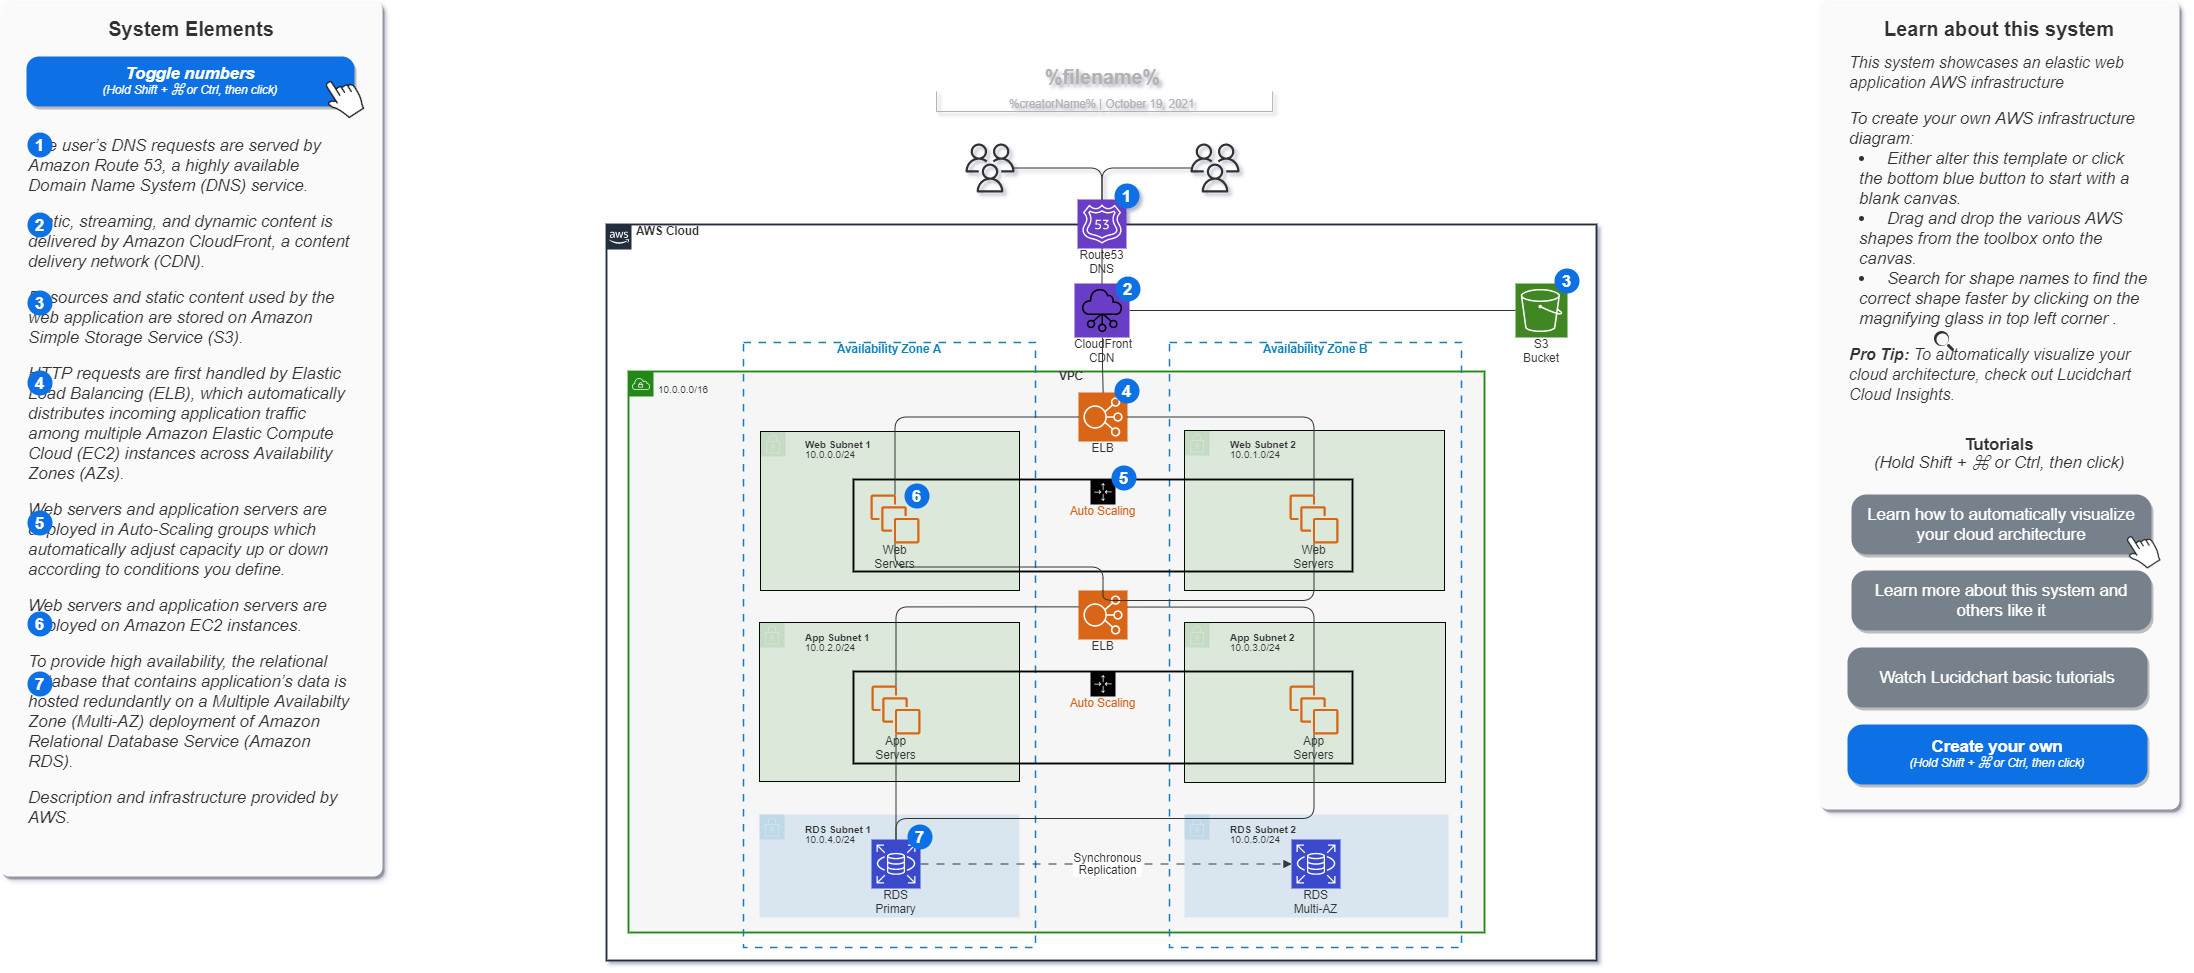 System Elements
Toggle numbers
(Hold Shift + ⌘ or Ctrl, then click)
1
user's DNS requests are served by
Amazon Route 53, a highly available
Domain Name System (DNS) service.
2
tic, streaming, and dynamic content is
delivered by Amazon CloudFront, a content
delivery network (CDN).
3
Resources and static content used by the
web application are stored on Amazon
Simple Storage Service (S3).
4
HTTP requests are first handled by Elastic
Load Balancing (ELB), which automatically
distributes incoming application traffic
among multiple Amazon Elastic Compute
Cloud (EC2) instances across Availability
Zones (AZs).
5
Web servers and application servers are
deployed in Auto-Scaling groups which
automatically adjust capacity up or down
according to conditions you define.
6
Web servers and application servers are
deployed on Amazon EC2 instances.
7
To provide high availability, the relational
database that contains application's data is
hosted redundantly on a Multiple Availabilty
Zone (Multi-AZ) deployment of Amazon
Relational Database Service (Amazon
RDS).
Description and infrastructure provided by
AWS.
%filename%
%creatorName% | October 19, 2021
1
53
Route53
DNS
aws
AWS Cloud
2
CloudFront
CDN
3
S3
Bucket
Availability Zone A
Availability Zone B
VPC
10.0.0.0/16
4
ELB
Web Subnet 1
10.0.0.0/24
Web Subnet 2
10.0.1.0/24
5
Auto Scaling
6
Web
Servers
Web
Servers
ELB
App Subnet 1
10.0.2.0/24
App Subnet 2
10.0.3.0/24
Auto Scaling
App
Servers
App
Servers
RDS Subnet 1
10.0.4.0/24
RDS Subnet 2
10.0.5.0/24
7
Synchronous
Replication
RDS
Primary
RDS
Multi-AZ
Learn about this system
This system showcases an elastic web
application AWS infrastructure
To create your own AWS infrastructure
diagram:
• Either alter this template or click
the bottom blue button to start with a
blank canvas.
• Drag and drop the various AWS
shapes from the toolbox onto the
canvas.
• Search for shape names to find the
correct shape faster by clicking on the
magnifying glass in top left corner .
Pro Tip: To automatically visualize your
cloud architecture, check out Lucidchart
Cloud Insights.
Tutorials
(Hold Shift + ⌘ or Ctrl, then click)
Learn how to automatically visualize
your cloud architecture
Learn more about this system and
others like it
Watch Lucidchart basic tutorials
Create your own
(Hold Shift + ⌘ or Ctrl, then click)